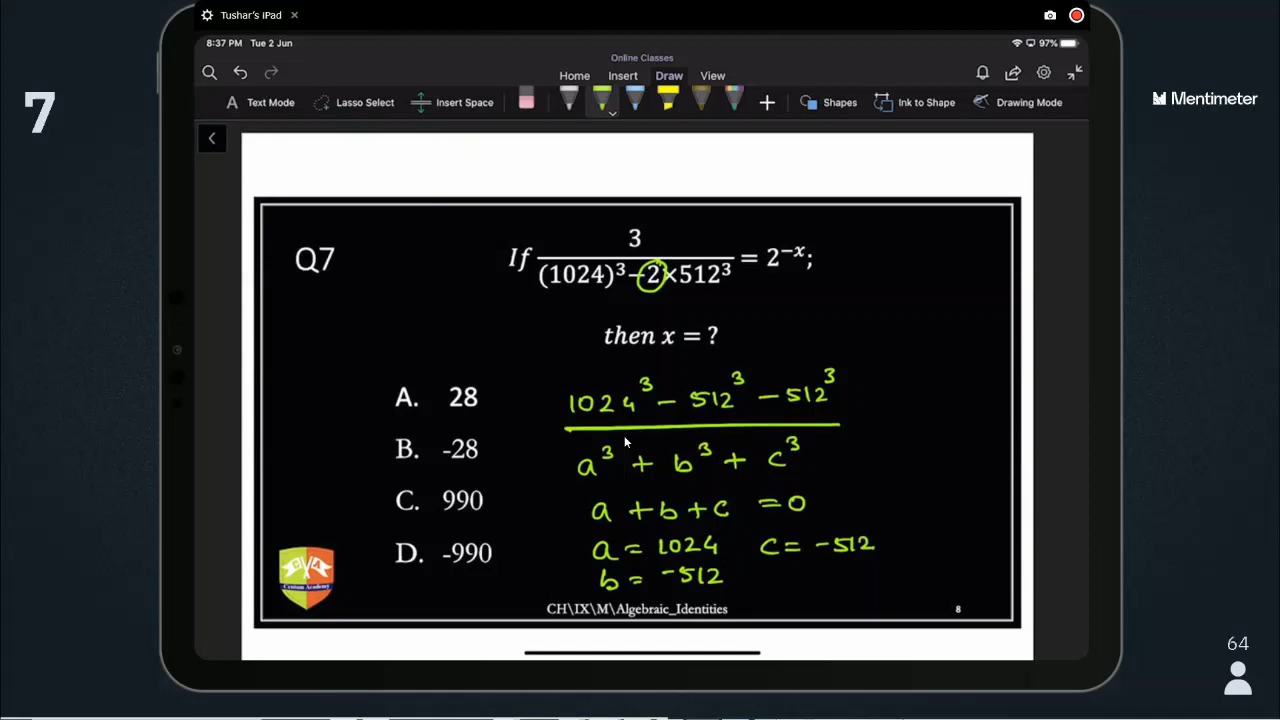 Tushar's iPad ×
8:37 PM Tue 2 Jun
97%
Online Classes
Home Insert Draw View
A Text Mode Lasso Select Insert Space Shapes Ink to Shape Drawing Mode
7
Mentimeter
Q7
If 3/((1024)³−2×512³) = 2⁻ˣ;
then x = ?
A. 28
B. -28
C. 990
D. -990
1024³ − 512³ − 512³
a³ + b³ + c³
a + b + c = 0
a = 1024 c = -512
b = -512
Centum Academy
CH\IX\M\Algebraic_Identities
8
64